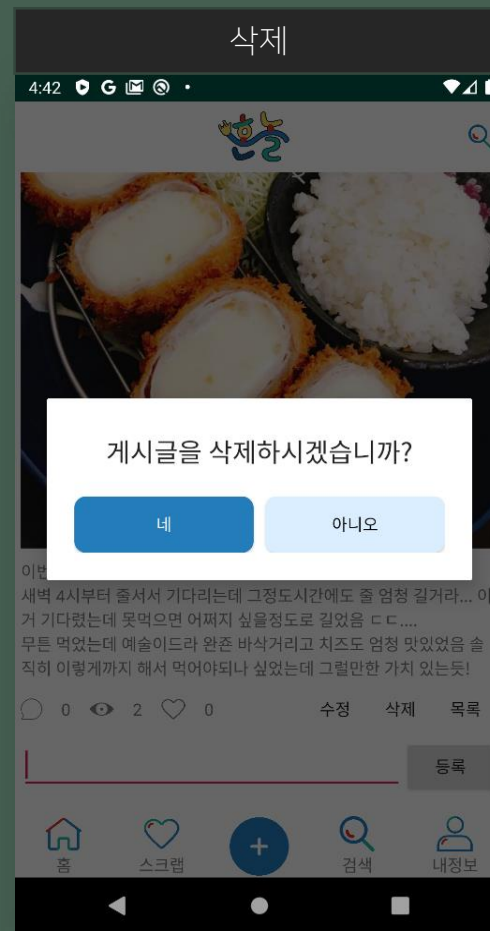 삭제
4:42
게시글을 삭제하시겠습니까?
네 아니오
이번
새벽 4시부터 줄서서 기다리는데 그정도시간에도 줄 엄청 길거라... 이
거 기다렸는데 못먹으면 어쩌지 싶을정도로 길었음 ㄷㄷ....
무튼 먹었는데 예술이드라 완죤 바삭거리고 치즈도 엄청 맛있었음 솔
직히 이렇게까지 해서 먹어야되나 싶었는데 그럴만한 가치 있는듯!
0 2 0 수정 삭제 목록
등록
홈 스크랩 검색 내정보